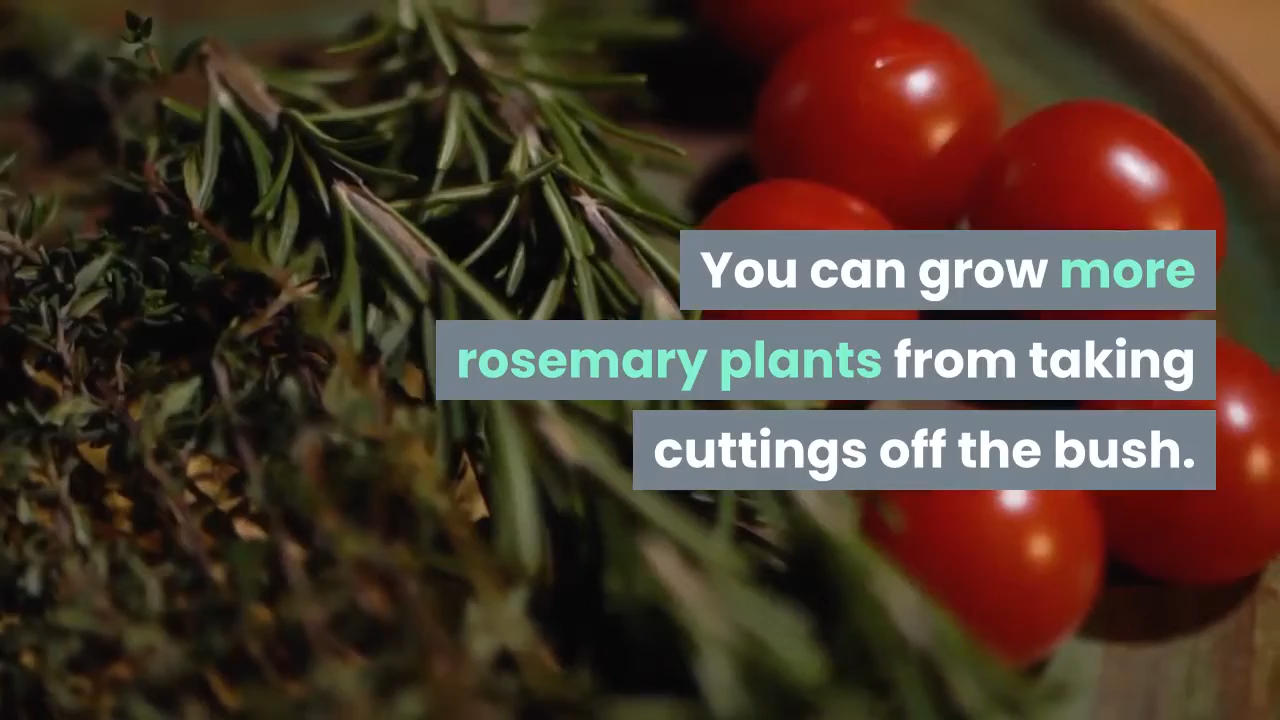 You can grow more
rosemary plants from taking
cuttings off the bush.